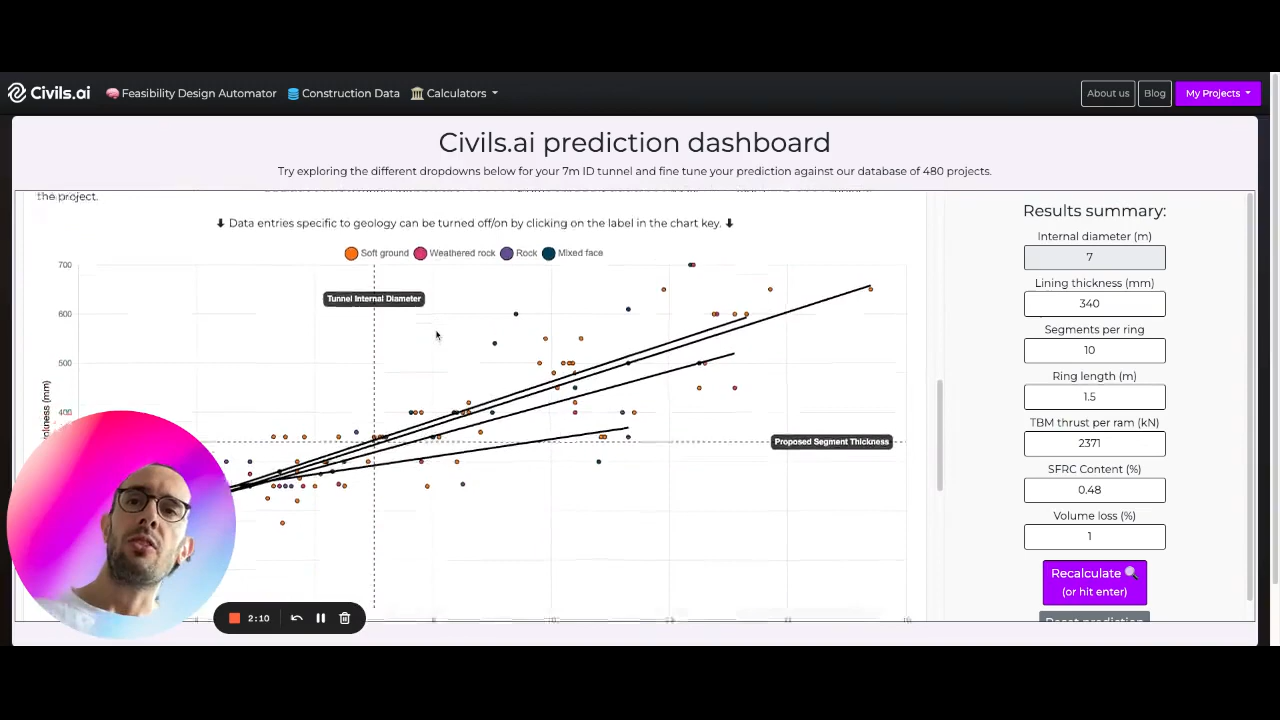 Civils.ai
🧠 Feasibility Design Automator
Construction Data
🏛️ Calculators
About us
Blog
My Projects
Civils.ai prediction dashboard
Try exploring the different dropdowns below for your 7m ID tunnel and fine tune your prediction against our database of 480 projects.
the project.
⬇ Data entries specific to geology can be turned off/on by clicking on the label in the chart key. ⬇
Soft ground
Weathered rock
Rock
Mixed face
700
600
500
400
Tunnel Internal Diameter
Proposed Segment Thickness
(mm)
Results summary:
Internal diameter (m)
7
Lining thickness (mm)
340
Segments per ring
10
Ring length (m)
1.5
TBM thrust per ram (kN)
2371
SFRC Content (%)
0.48
Volume loss (%)
1
Recalculate 🔍
(or hit enter)
2:10